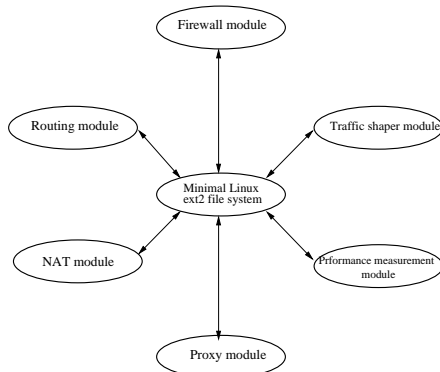 Firewall module
Routing module
Traffic shaper module
Minimal Linux
ext2 file system
NAT module
Prformance measurement
module
Proxy module